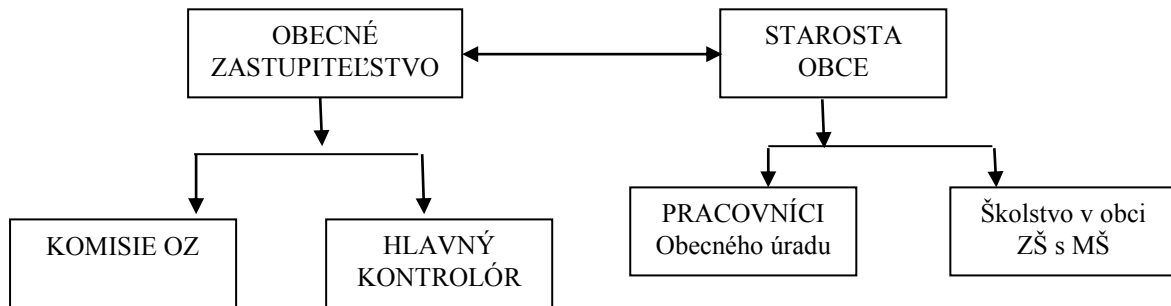 OBECNÉ
ZASTUPITEĽSTVO
STAROSTA
OBCE
KOMISIE OZ
HLAVNÝ
KONTROLÓR
PRACOVNÍCI
Obecného úradu
Školstvo v obci
ZŠ s MŠ